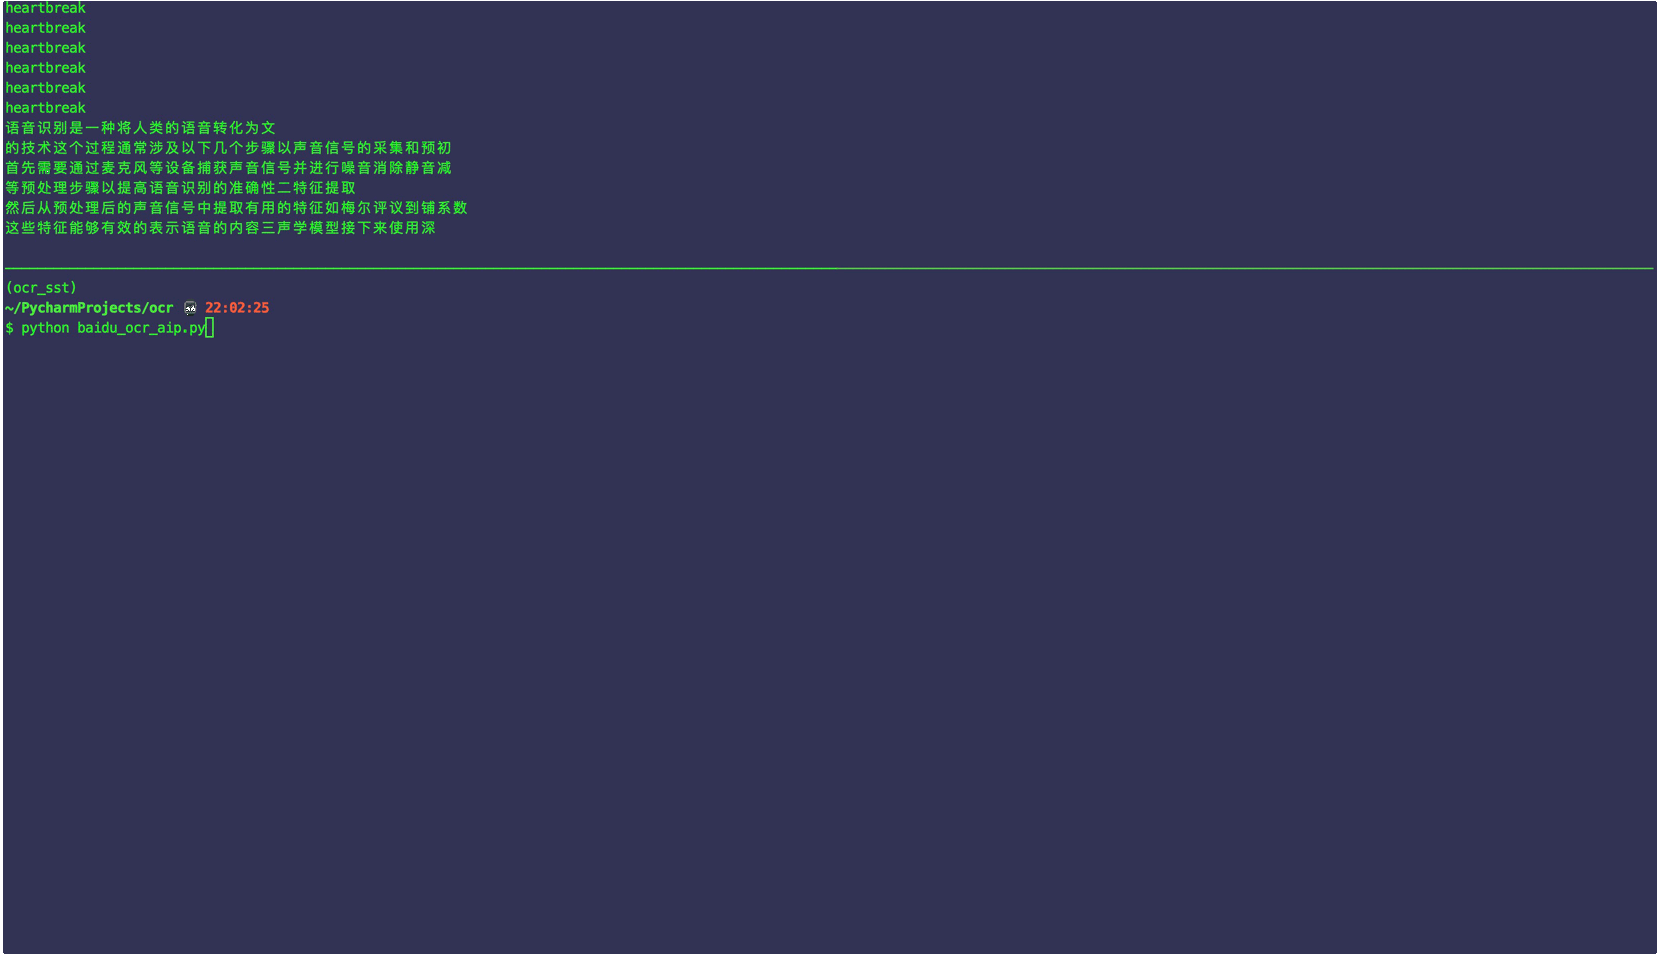 heartbreak
heartbreak
heartbreak
heartbreak
heartbreak
heartbreak
语音识别是一种将人类的语音转化为文
的技术这个过程通常涉及以下几个步骤以声音信号的采集和预初
首先需要通过麦克风等设备捕获声音信号并进行噪音消除静音减
等预处理步骤以提高语音识别的准确性二特征提取
然后从预处理后的声音信号中提取有用的特征如梅尔评议到铺系数
这些特征能够有效的表示语音的内容三声学模型接下来使用深
(ocr_sst)
~/PycharmProjects/ocr 22:02:25
$ python baidu_ocr_aip.py